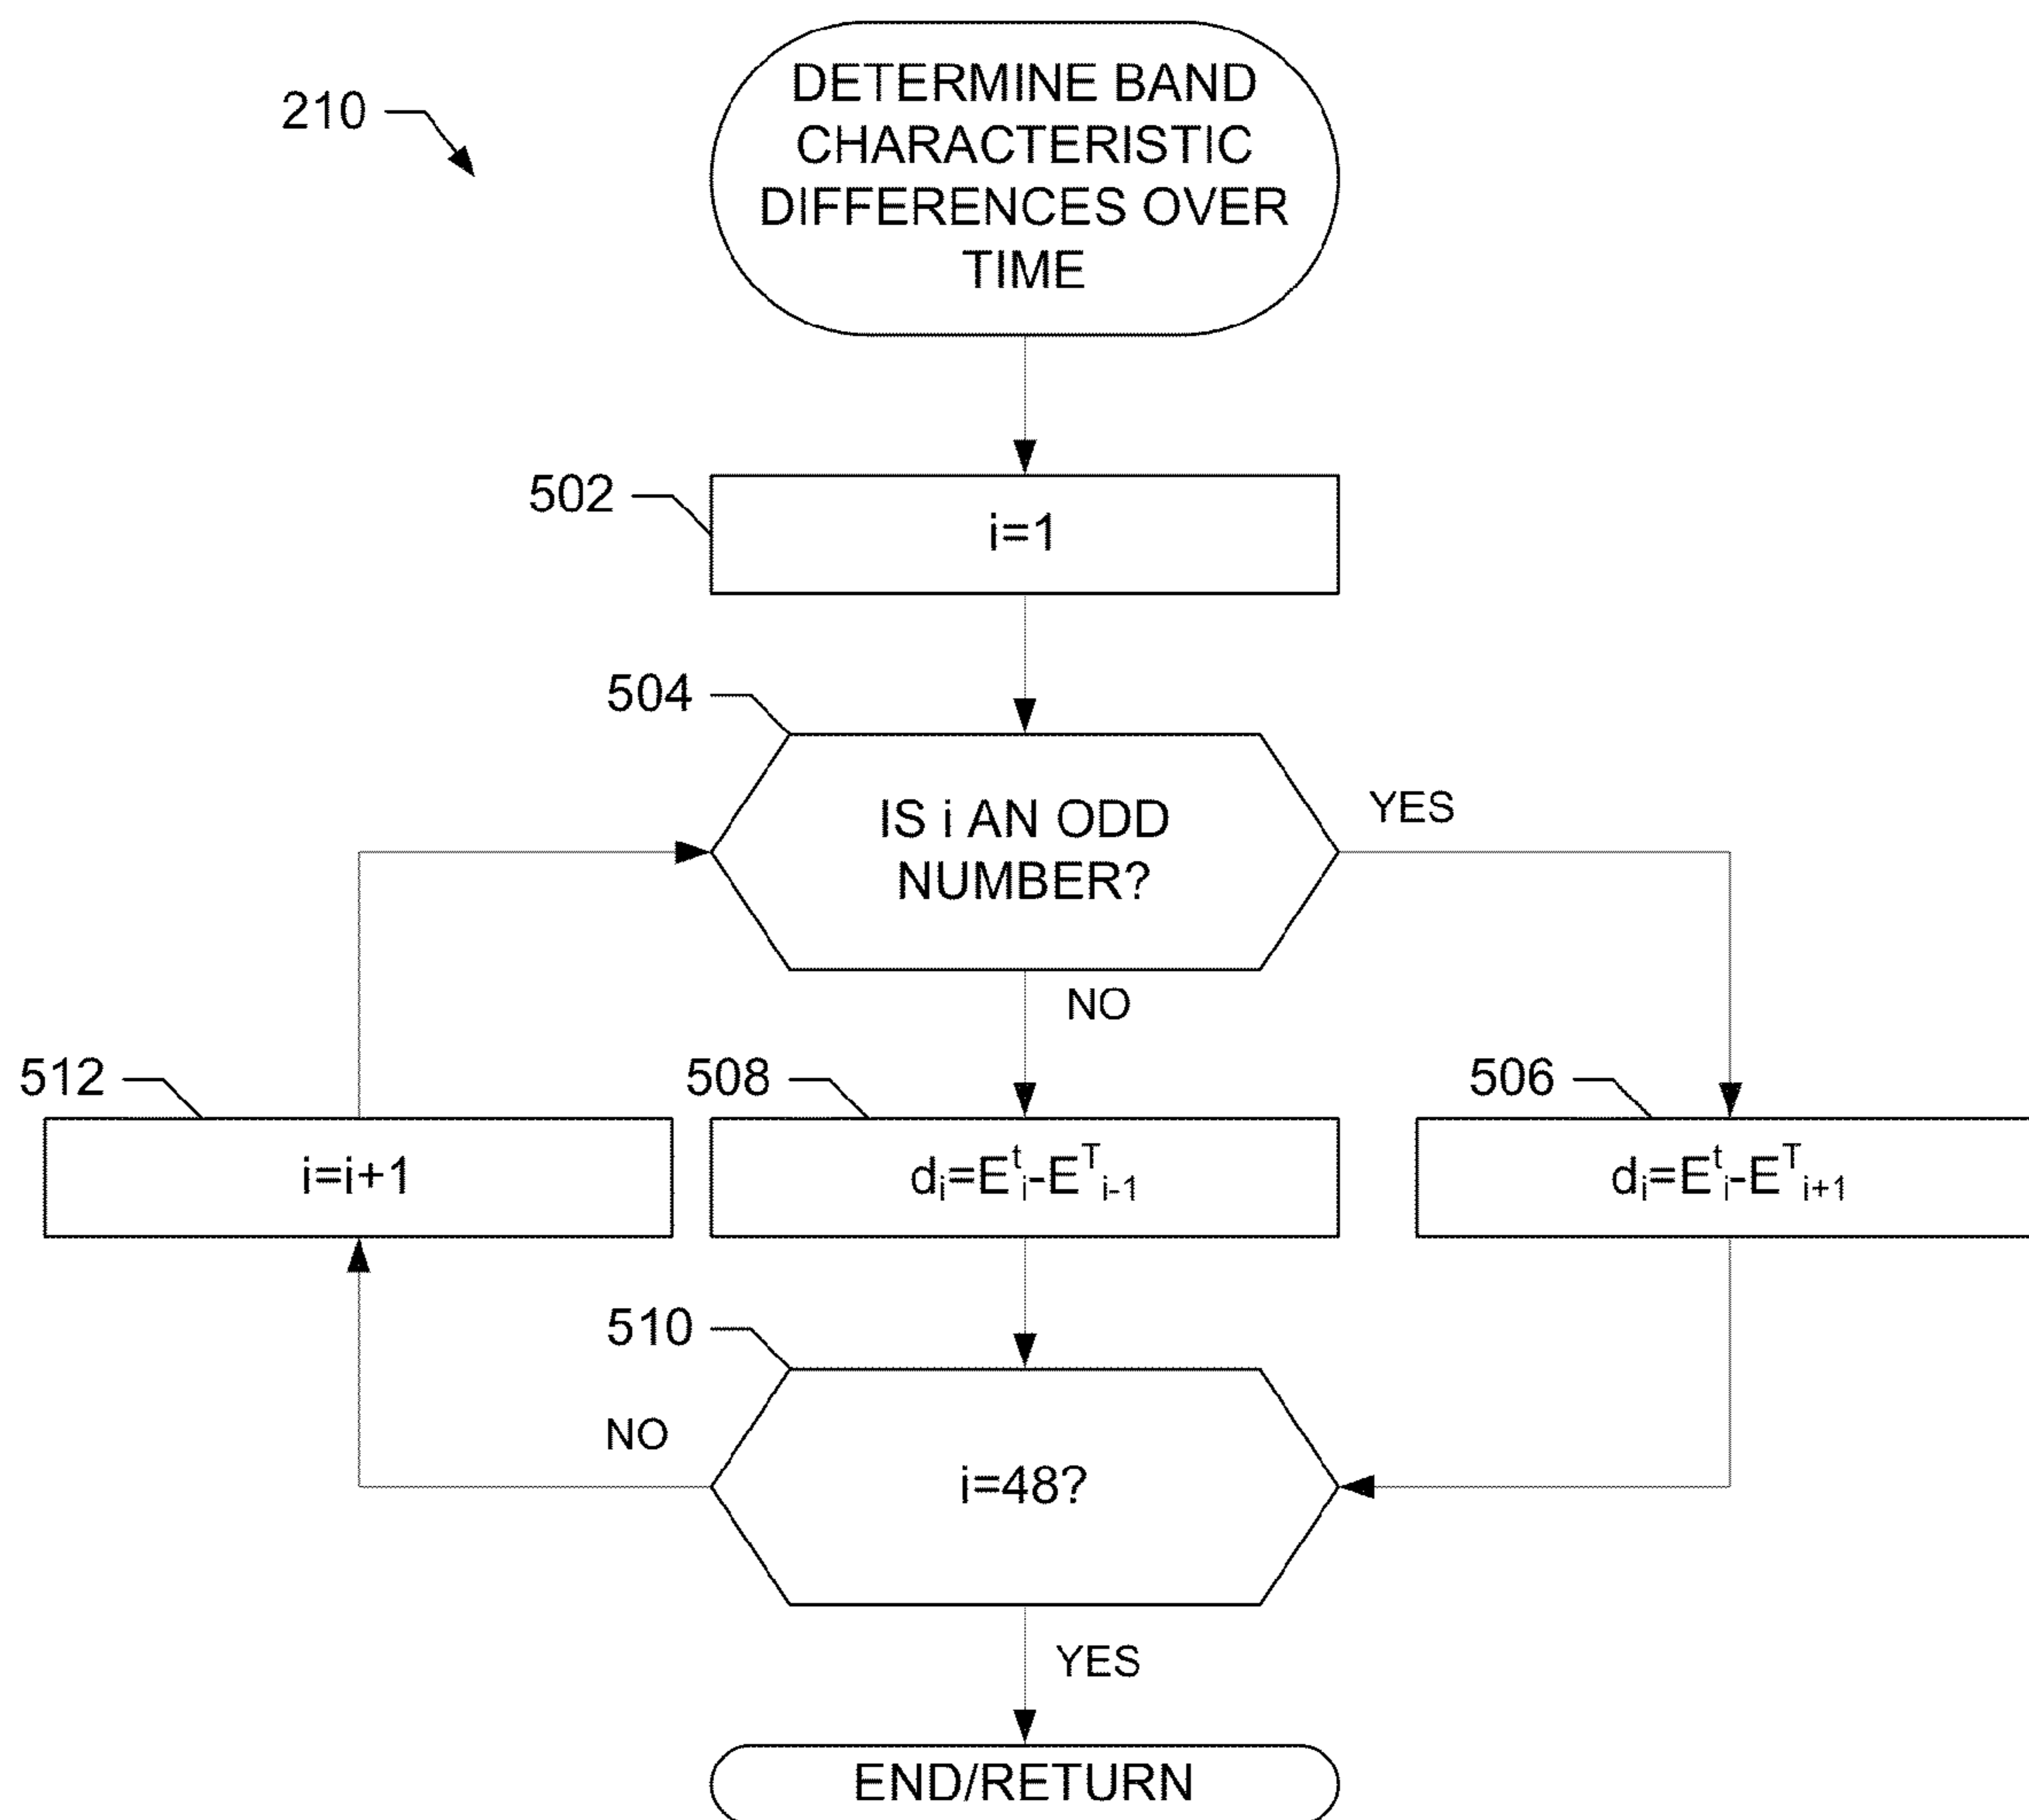 210
DETERMINE BAND
CHARACTERISTIC
DIFFERENCES OVER
TIME
502
i=1
504
IS i AN ODD
NUMBER?
YES
NO
512
i=i+1
508
dᵢ=Eᵗᵢ-Eᵀᵢ₋₁
506
dᵢ=Eᵗᵢ-Eᵀᵢ₊₁
510
i=48?
NO
YES
END/RETURN